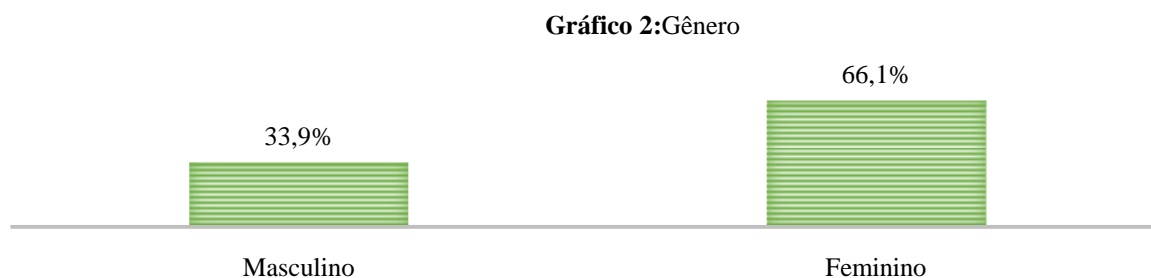 Gráfico 2:Gênero
66,1%
33,9%
Masculino
Feminino